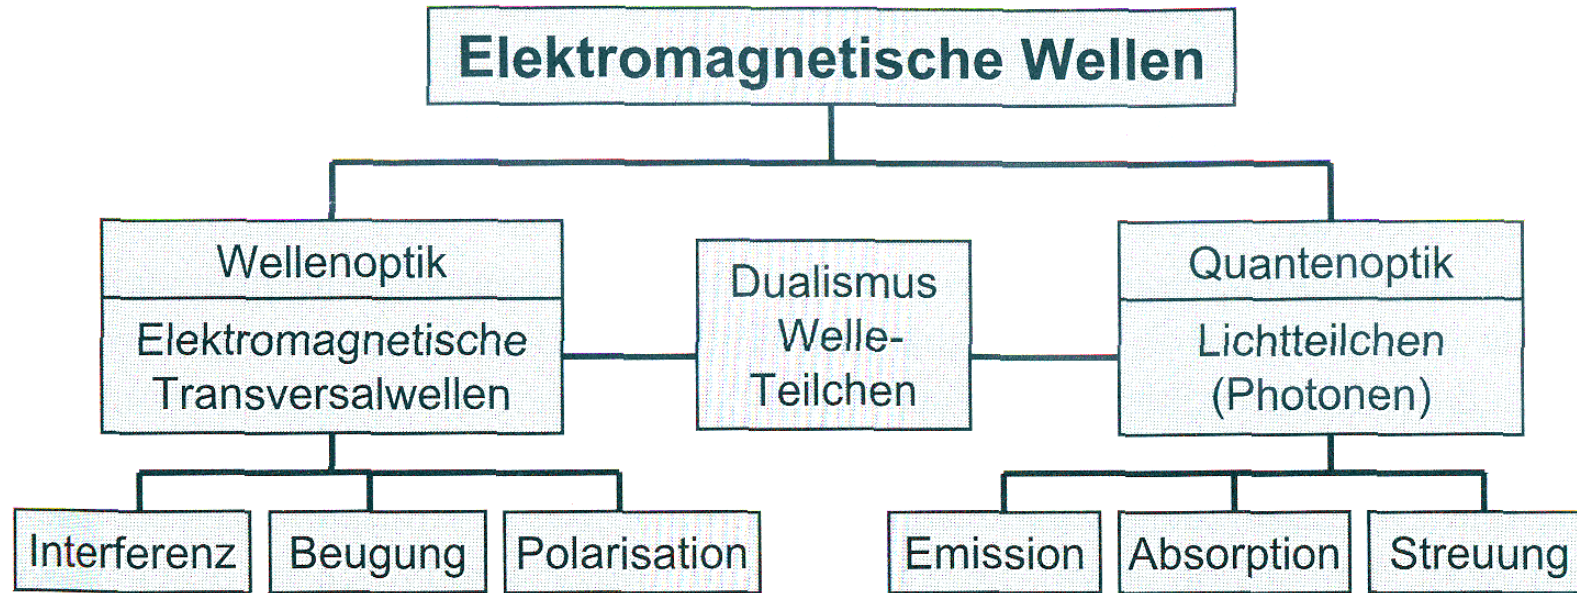 Elektromagnetische Wellen
Wellenoptik
Elektromagnetische
Transversalwellen
Dualismus
Welle-
Teilchen
Quantenoptik
Lichtteilchen
(Photonen)
Interferenz
Beugung
Polarisation
Emission
Absorption
Streuung